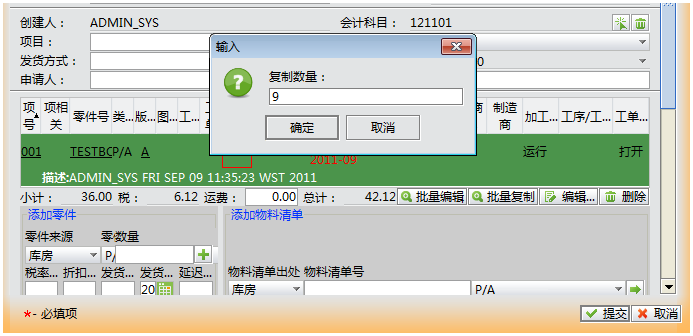 创建人： ADMIN_SYS 会计科目： 121101
项目：
发货方式：
申请人：
输入
复制数量：
9
确定 取消
项号 项相关 零件号 类... 版... 图... 工... 制造商 加工... 工序/工... 工单...
001 TESTBC P/A A 2011-09 运行 打开
描述:ADMIN_SYS FRI SEP 09 11:35:23 WST 2011
小计： 36.00 税： 6.12 运费： 0.00 总计： 42.12 批量编辑 批量复制 编辑... 删除
添加零件 添加物料清单
零件来源 零 数量
库房 P/
税率... 折扣... 发货... 发货... 延迟... 物料清单出处 物料清单号
20 库房 P/A
*- 必填项 提交 取消